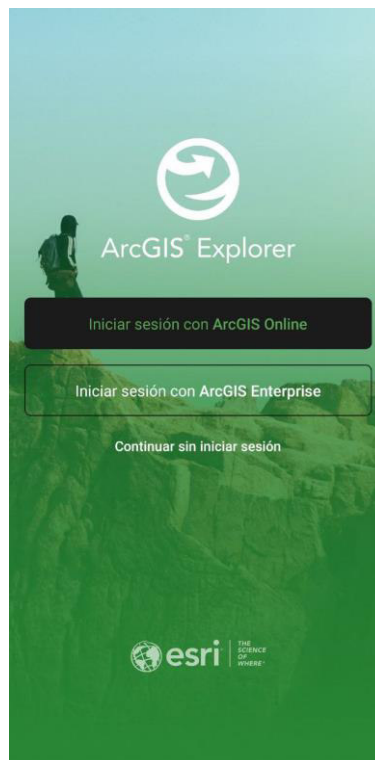 ArcGIS® Explorer
Iniciar sesión con ArcGIS Online
Iniciar sesión con ArcGIS Enterprise
Continuar sin iniciar sesión
esri
THE
SCIENCE
OF
WHERE®